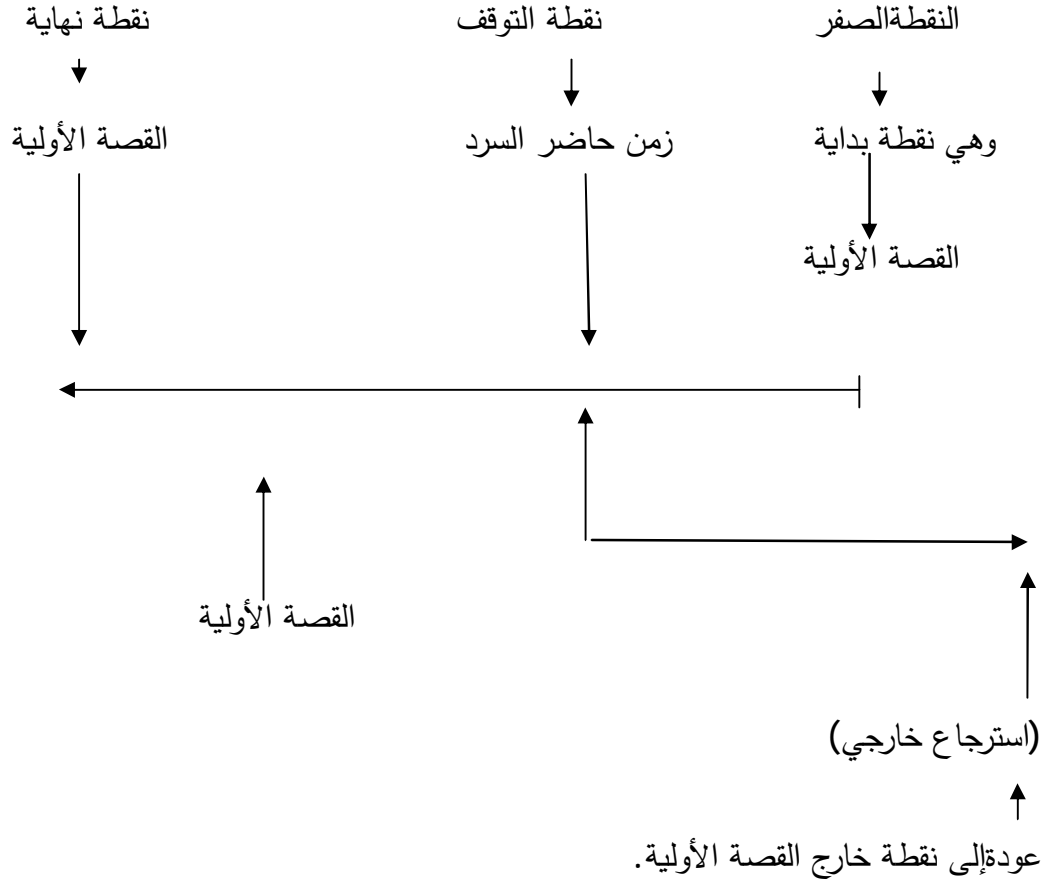 النقطةالصفر نقطة التوقف نقطة نهاية
وهي نقطة بداية زمن حاضر السرد القصة الأولية
القصة الأولية
القصة الأولية
(استرجاع خارجي)
عودةإلى نقطة خارج القصة الأولية.